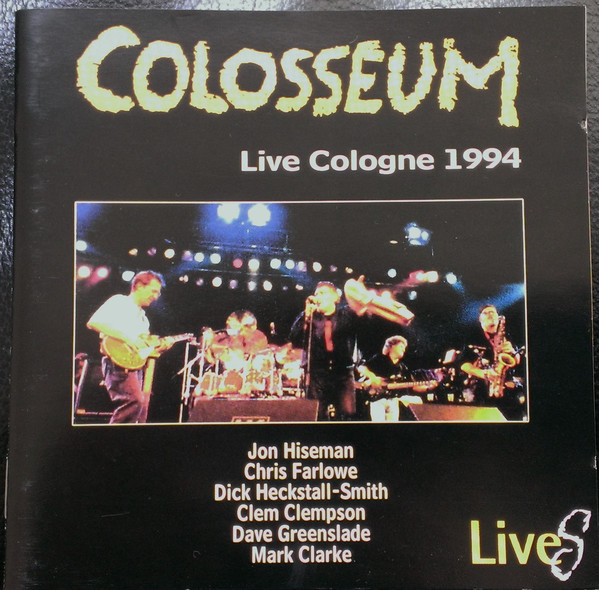 COLOSSEUM
Live Cologne 1994
Jon Hiseman
Chris Farlowe
Dick Heckstall-Smith
Clem Clempson
Dave Greenslade
Mark Clarke
LiveS